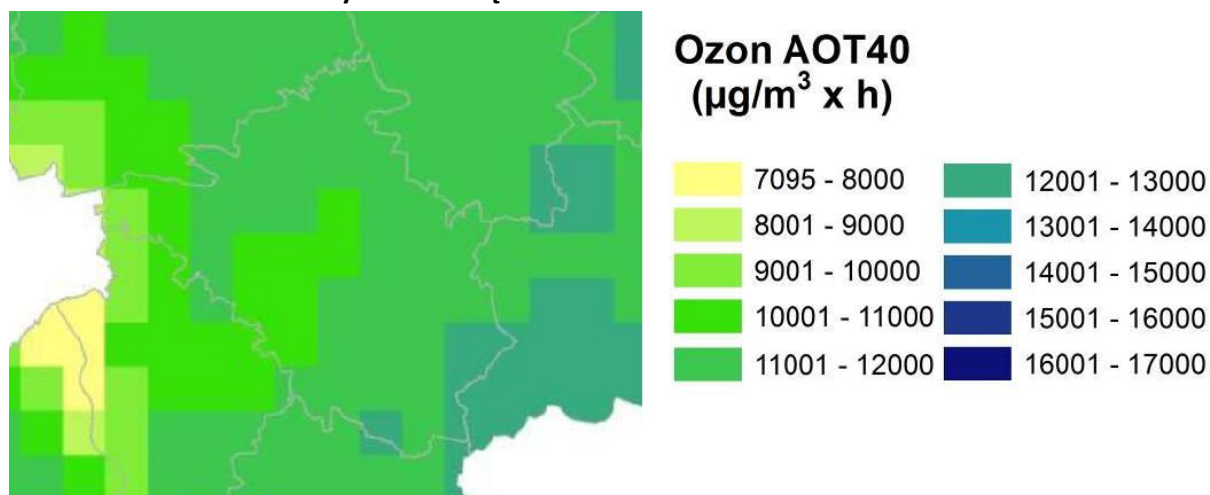 Ozon AOT40
(µg/m³ x h)
7095 - 8000
8001 - 9000
9001 - 10000
10001 - 11000
11001 - 12000
12001 - 13000
13001 - 14000
14001 - 15000
15001 - 16000
16001 - 17000